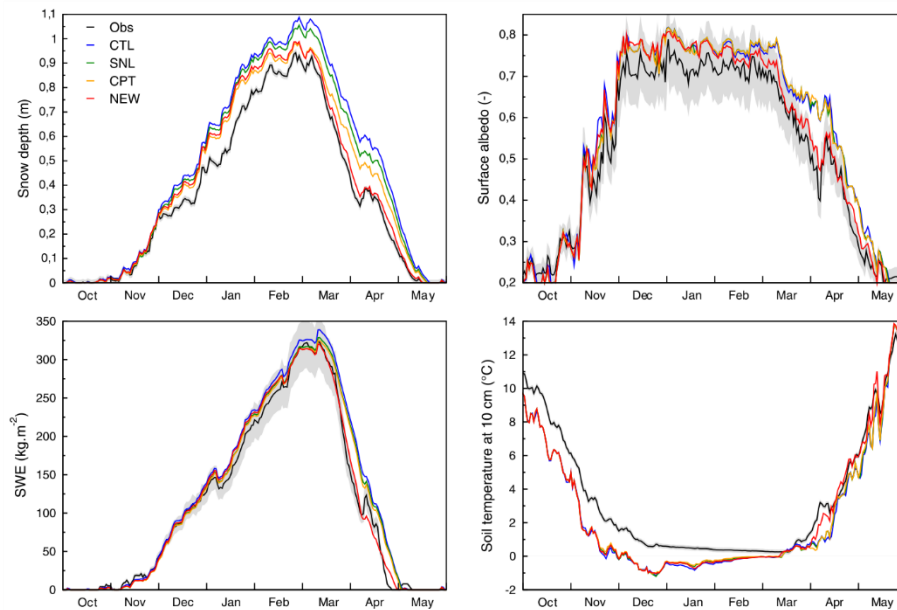 Snow depth (m)
1,1
1
0,9
0,8
0,7
0,6
0,5
0,4
0,3
0,2
0,1
0
Obs
CTL
SNL
CPT
NEW
Oct Nov Dec Jan Feb Mar Apr May
Surface albedo (-)
0,8
0,7
0,6
0,5
0,4
0,3
0,2
Oct Nov Dec Jan Feb Mar Apr May
SWE (kg.m-2)
350
300
250
200
150
100
50
0
Oct Nov Dec Jan Feb Mar Apr May
Soil temperature at 10 cm (°C)
14
12
10
8
6
4
2
0
-2
Oct Nov Dec Jan Feb Mar Apr May